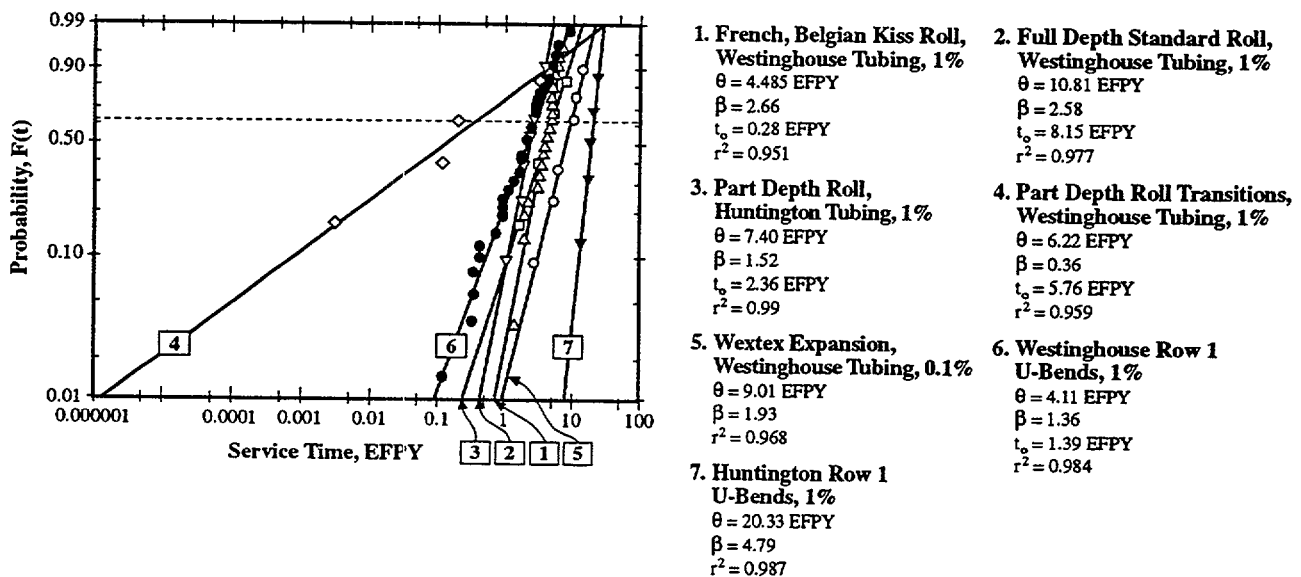 0.99
0.90
0.50
0.10
0.01
Probability, F(t)
0.000001
0.0001
0.001
0.01
0.1
1
10
100
Service Time, EFPY
4
6
7
3
2
1
5
1. French, Belgian Kiss Roll,
Westinghouse Tubing, 1%
θ = 4.485 EFPY
β = 2.66
t₀ = 0.28 EFPY
r² = 0.951
2. Full Depth Standard Roll,
Westinghouse Tubing, 1%
θ = 10.81 EFPY
β = 2.58
t₀ = 8.15 EFPY
r² = 0.977
3. Part Depth Roll,
Huntington Tubing, 1%
θ = 7.40 EFPY
β = 1.52
t₀ = 2.36 EFPY
r² = 0.99
4. Part Depth Roll Transitions,
Westinghouse Tubing, 1%
θ = 6.22 EFPY
β = 0.36
t₀ = 5.76 EFPY
r² = 0.959
5. Wextex Expansion,
Westinghouse Tubing, 0.1%
θ = 9.01 EFPY
β = 1.93
r² = 0.968
6. Westinghouse Row 1
U-Bends, 1%
θ = 4.11 EFPY
β = 1.36
t₀ = 1.39 EFPY
r² = 0.984
7. Huntington Row 1
U-Bends, 1%
θ = 20.33 EFPY
β = 4.79
r² = 0.987